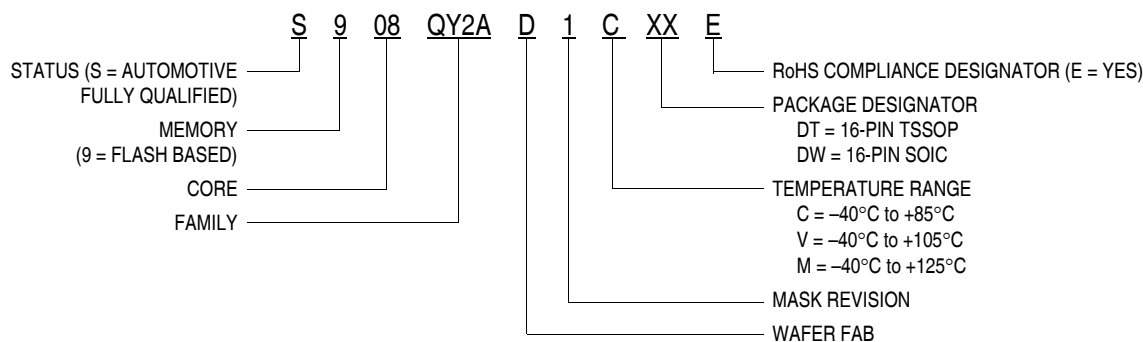 S 9 08 QY2A D 1 C XX E
STATUS (S = AUTOMOTIVE
FULLY QUALIFIED)
MEMORY
(9 = FLASH BASED)
CORE
FAMILY
RoHS COMPLIANCE DESIGNATOR (E = YES)
PACKAGE DESIGNATOR
DT = 16-PIN TSSOP
DW = 16-PIN SOIC
TEMPERATURE RANGE
C = –40°C to +85°C
V = –40°C to +105°C
M = –40°C to +125°C
MASK REVISION
WAFER FAB